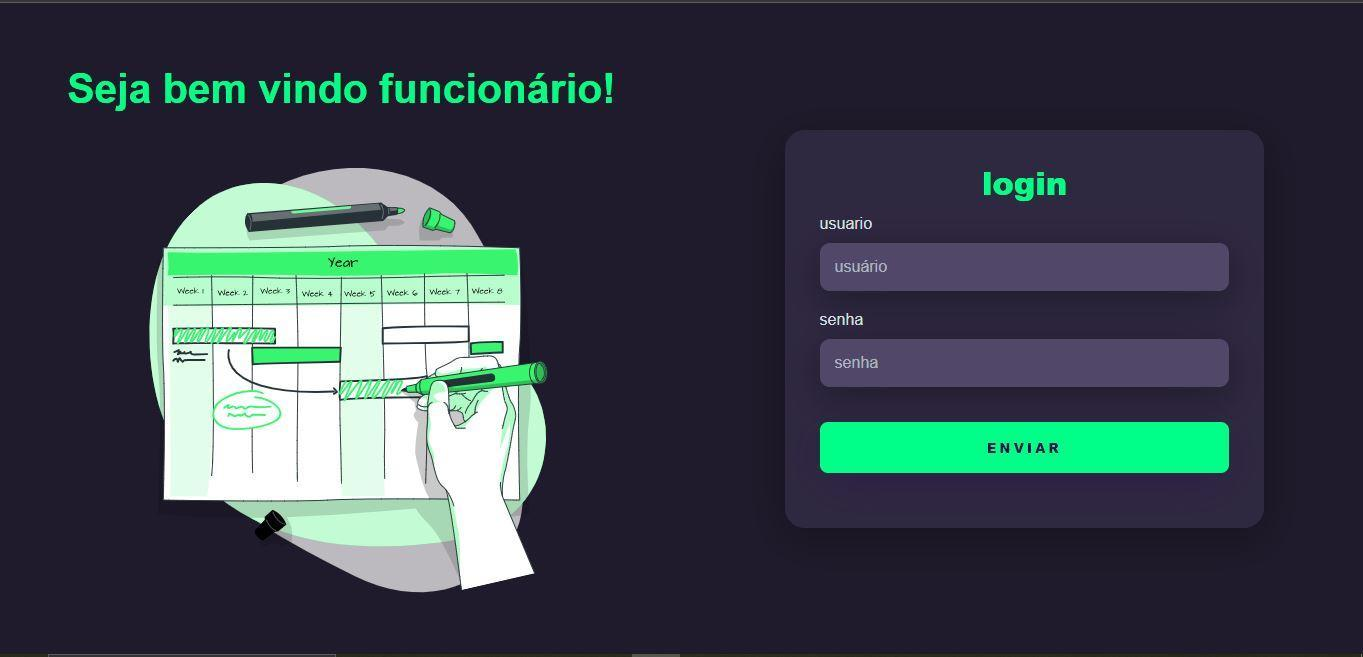 Seja bem vindo funcionário!
Year
Week 1 Week 2 Week 3 Week 4 Week 5 Week 6 Week 7 Week 8
login
usuario
usuário
senha
senha
ENVIAR